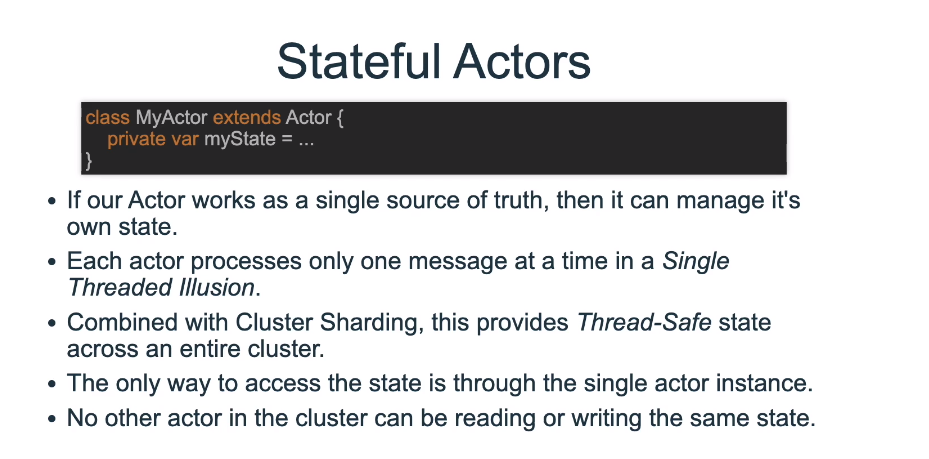 Stateful Actors
class MyActor extends Actor {
private var myState = ...
}
• If our Actor works as a single source of truth, then it can manage it's
own state.
• Each actor processes only one message at a time in a Single
Threaded Illusion.
• Combined with Cluster Sharding, this provides Thread-Safe state
across an entire cluster.
• The only way to access the state is through the single actor instance.
• No other actor in the cluster can be reading or writing the same state.